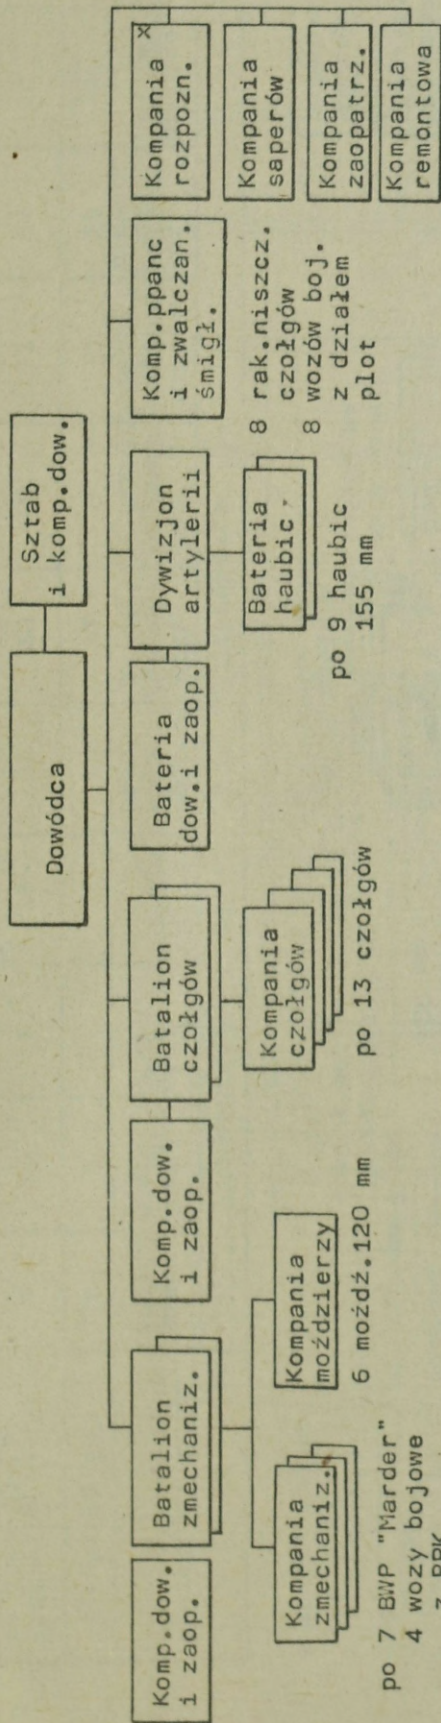 Dowódca
Sztab
i komp.dow.
Komp.dow.
i zaop.
Batalion
zmechaniz.
Komp.dow.
i zaop.
Batalion
czołgów
Bateria
dow.i zaop.
Dywizjon
artylerii
Komp.ppanc
i zwalczan.
śmigł.
Kompania
rozpozn.
x
Kompania
saperów
Kompania
zaopatrz.
Kompania
remontowa
Kompania
zmechaniz.
po 7 BWP "Marder"
4 wozy bojowe
Kompania
moździerzy
6 moźdź.120 mm
Kompania
czołgów
po 13 czołgów
Bateria
haubic
po 9 haubic
155 mm
8 rak.niszcz.
czołgów
8 wozów boj.
z działem
plot